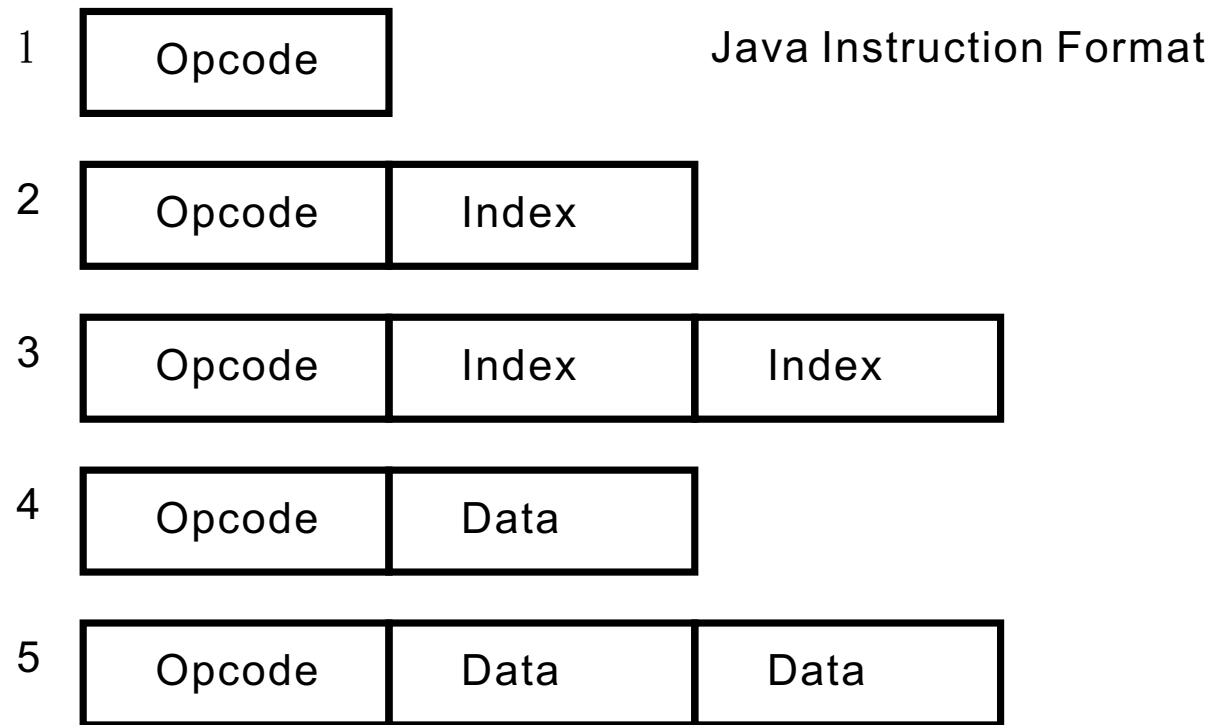 1 Opcode Java Instruction Format
2 Opcode Index
3 Opcode Index Index
4 Opcode Data
5 Opcode Data Data